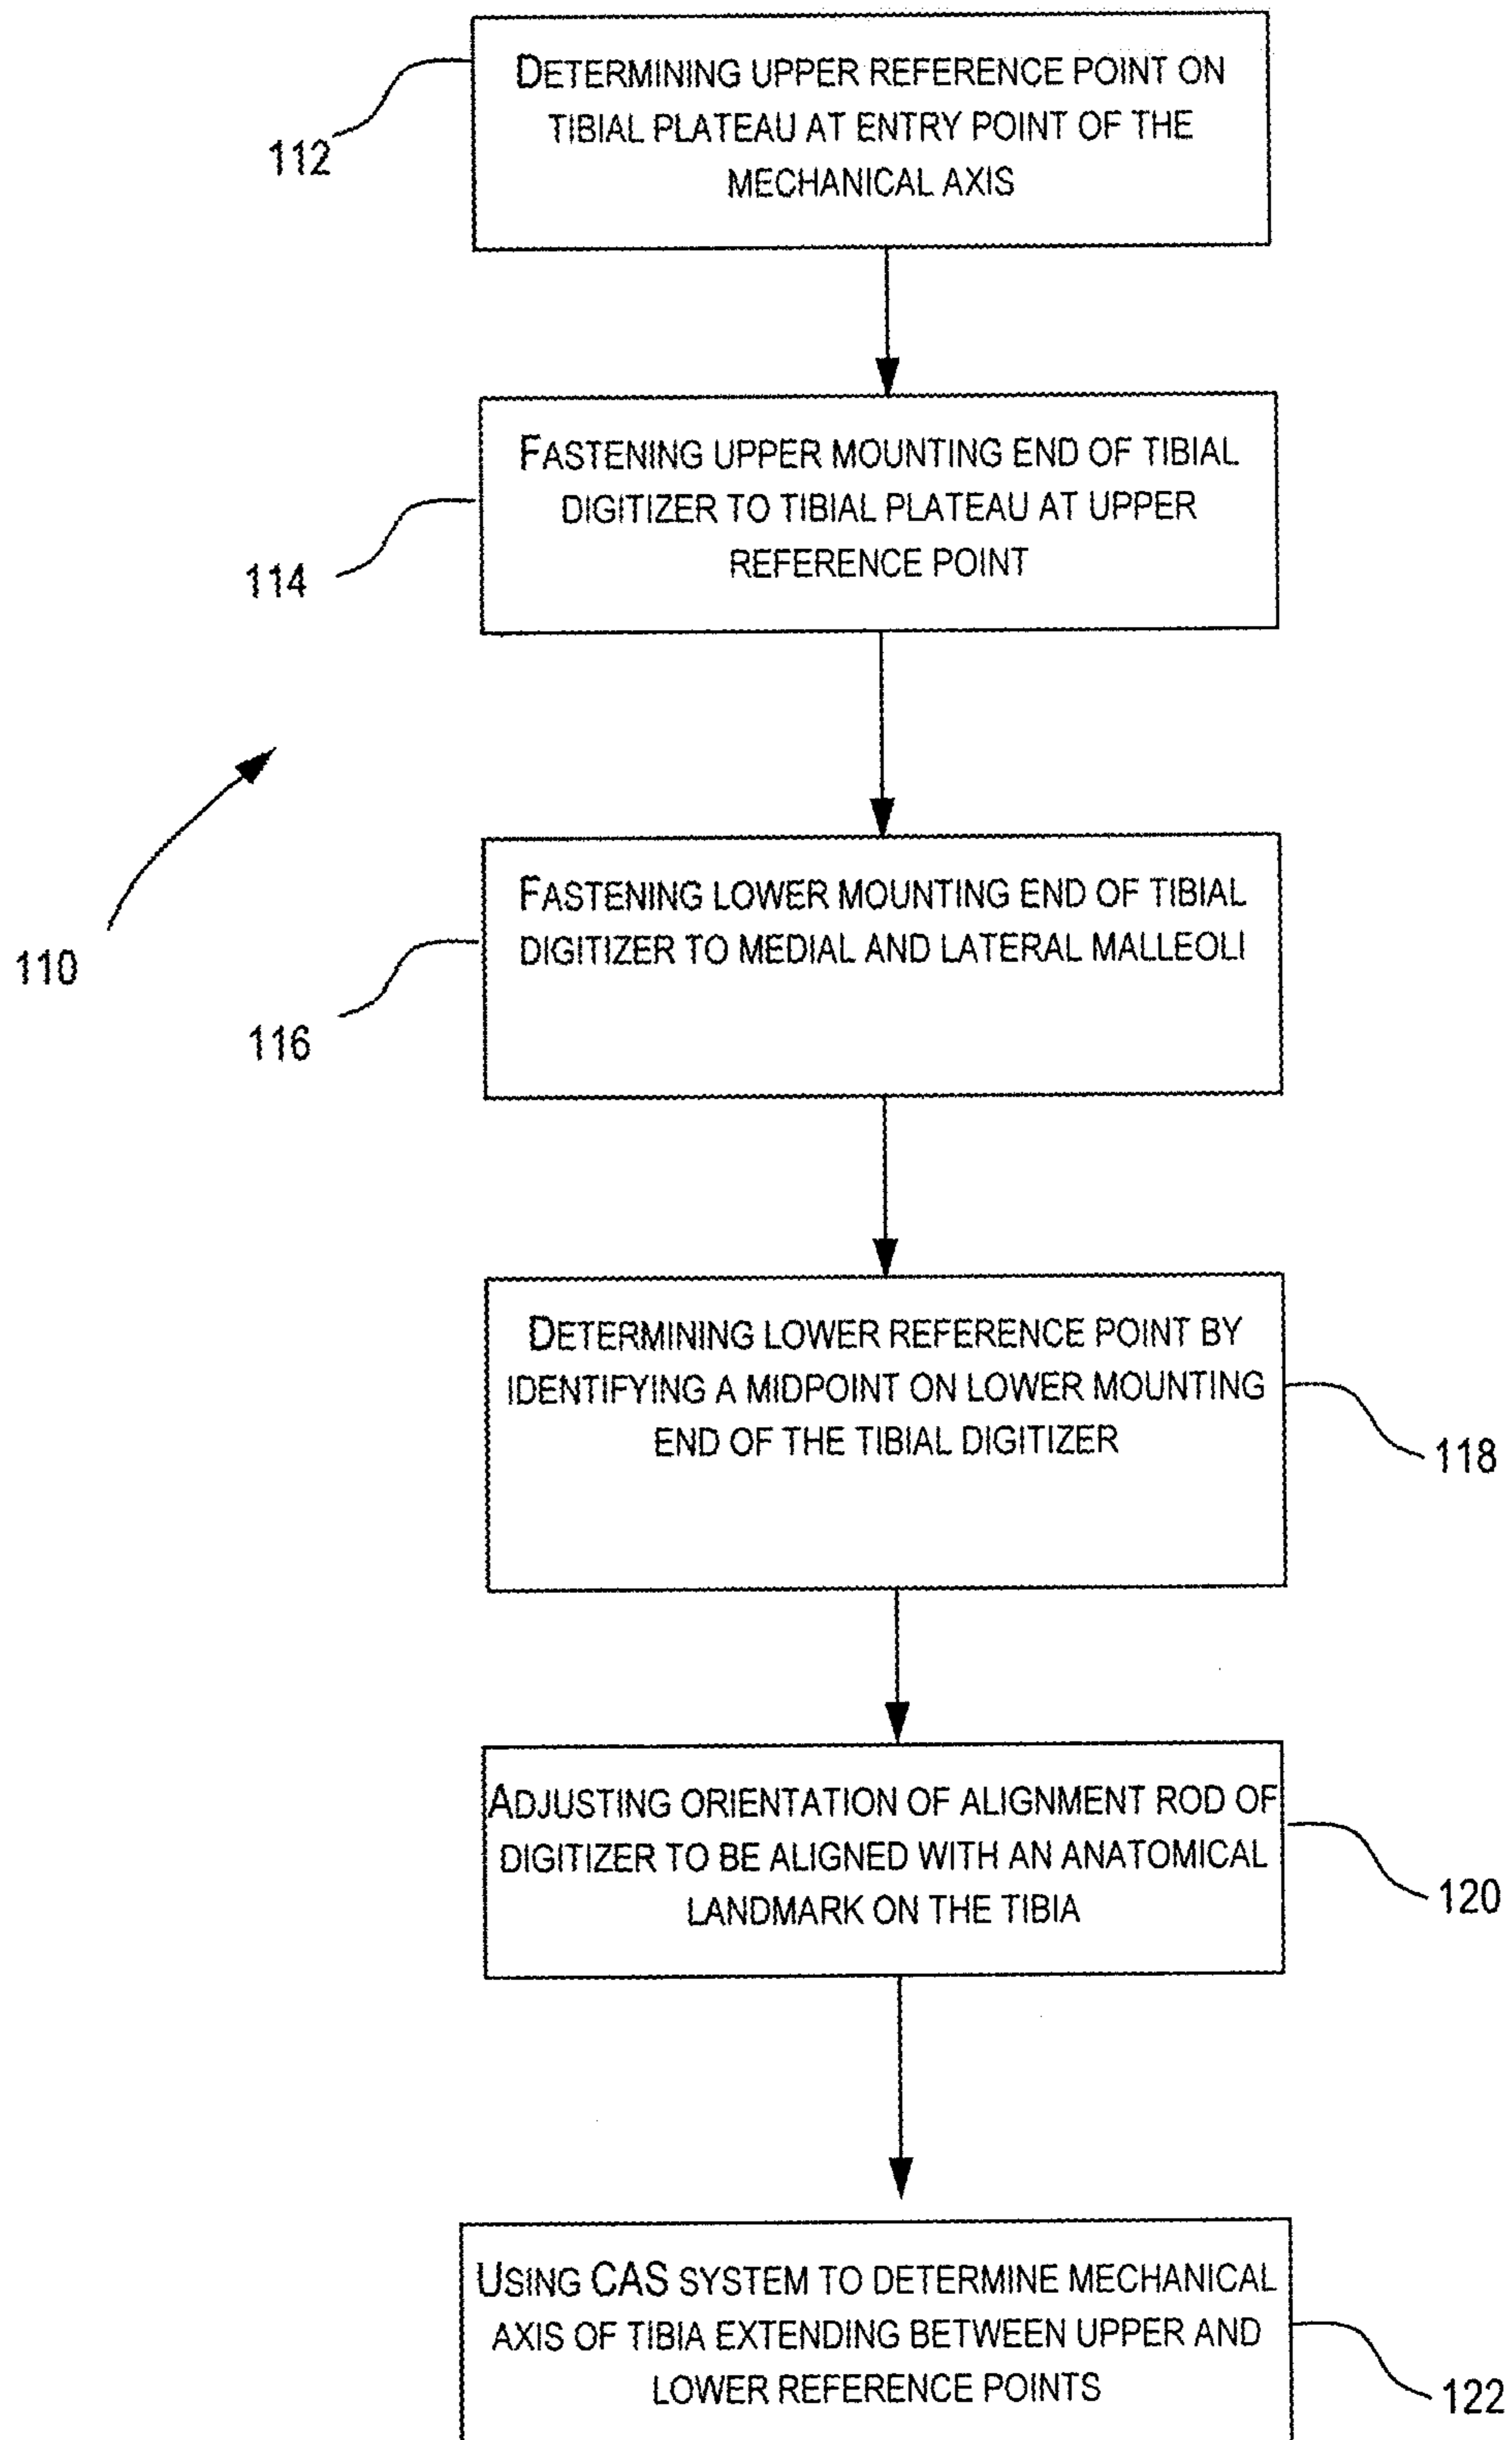 DETERMINING UPPER REFERENCE POINT ON
TIBIAL PLATEAU AT ENTRY POINT OF THE
MECHANICAL AXIS
112
FASTENING UPPER MOUNTING END OF TIBIAL
DIGITIZER TO TIBIAL PLATEAU AT UPPER
REFERENCE POINT
114
110
FASTENING LOWER MOUNTING END OF TIBIAL
DIGITIZER TO MEDIAL AND LATERAL MALLEOLI
116
DETERMINING LOWER REFERENCE POINT BY
IDENTIFYING A MIDPOINT ON LOWER MOUNTING
END OF THE TIBIAL DIGITIZER
118
ADJUSTING ORIENTATION OF ALIGNMENT ROD OF
DIGITIZER TO BE ALIGNED WITH AN ANATOMICAL
LANDMARK ON THE TIBIA
120
USING CAS SYSTEM TO DETERMINE MECHANICAL
AXIS OF TIBIA EXTENDING BETWEEN UPPER AND
LOWER REFERENCE POINTS
122